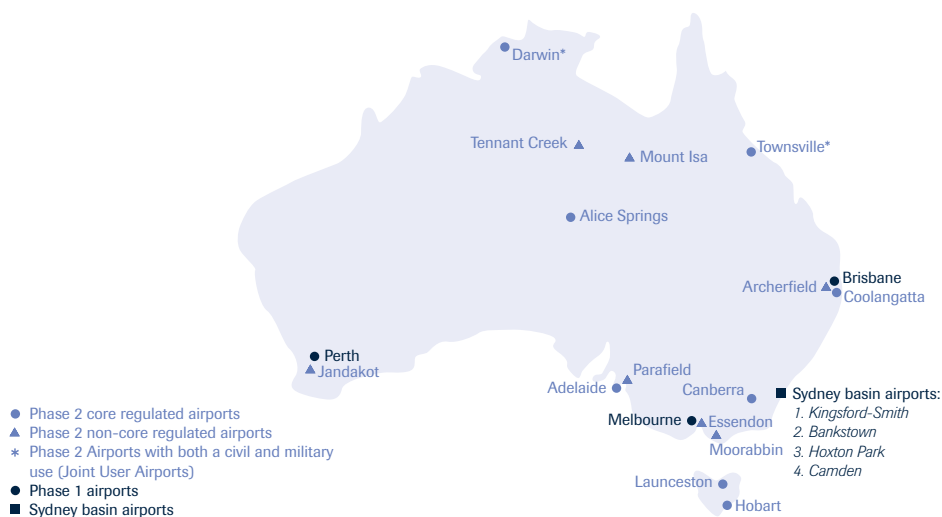 Darwin*
Tennant Creek
Mount Isa
Townsville*
Alice Springs
Brisbane
Archerfield
Coolangatta
Perth
Jandakot
Parafield
Adelaide
Canberra
Sydney basin airports:
1. Kingsford-Smith
2. Bankstown
3. Hoxton Park
4. Camden
Melbourne
Essendon
Moorabbin
Launceston
Hobart
Phase 2 core regulated airports
Phase 2 non-core regulated airports
* Phase 2 Airports with both a civil and military
use (Joint User Airports)
Phase 1 airports
Sydney basin airports